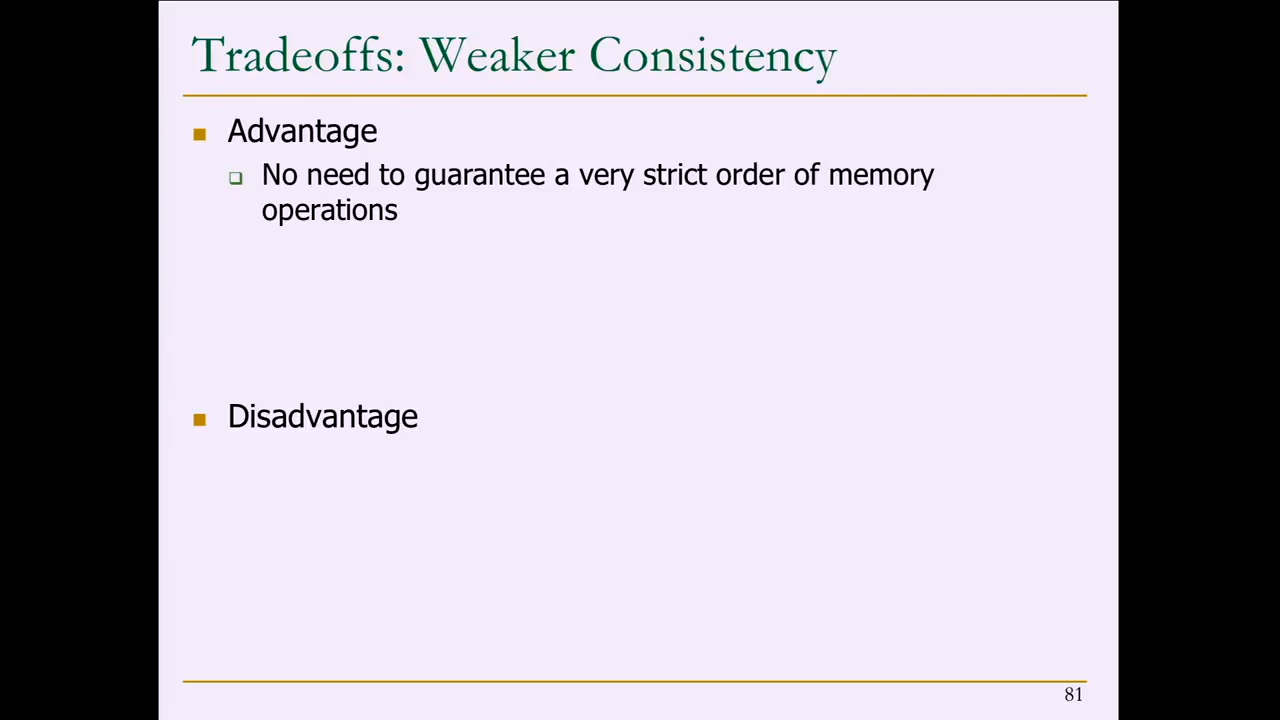 Tradeoffs: Weaker Consistency
Advantage
No need to guarantee a very strict order of memory
operations
Disadvantage
81